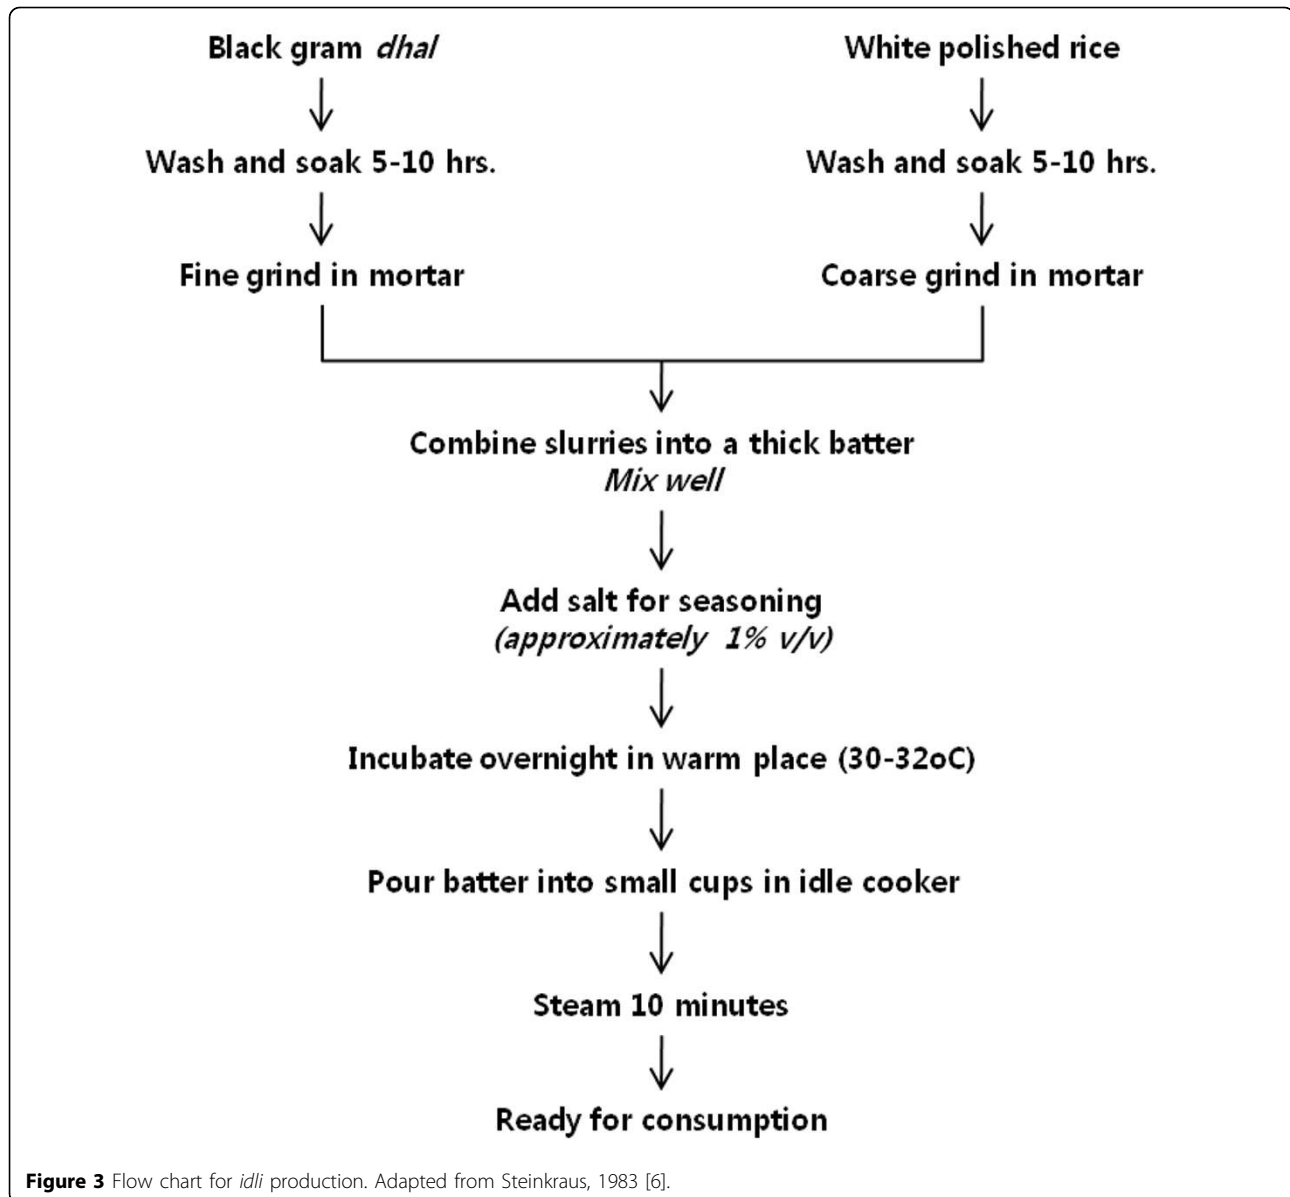 Black gram dhal
White polished rice
Wash and soak 5-10 hrs.
Wash and soak 5-10 hrs.
Fine grind in mortar
Coarse grind in mortar
Combine slurries into a thick batter
Mix well
Add salt for seasoning
(approximately 1% v/v)
Incubate overnight in warm place (30-32oC)
Pour batter into small cups in idle cooker
Steam 10 minutes
Ready for consumption
Figure 3 Flow chart for idli production. Adapted from Steinkraus, 1983 [6].